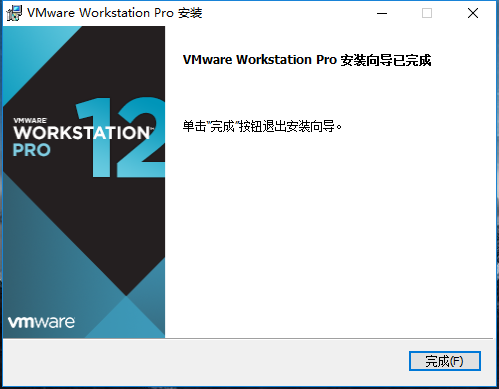 VMware Workstation Pro 安装
VMware Workstation Pro 安装向导已完成
单击"完成"按钮退出安装向导。
VMWARE
WORKSTATION
PRO
12
vmware
完成(F)